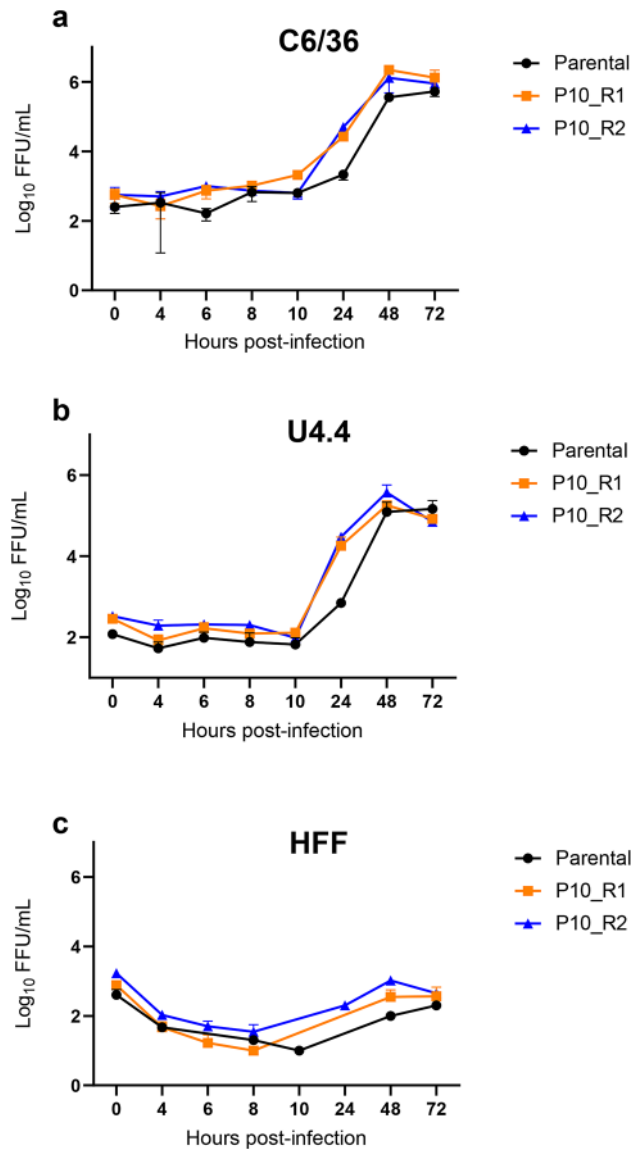 a
C6/36
Log10 FFU/mL
6
4
2
0
0 4 6 8 10 24 48 72
Hours post-infection
Parental
P10_R1
P10_R2
b
U4.4
Log10 FFU/mL
6
4
2
0 4 6 8 10 24 48 72
Hours post-infection
Parental
P10_R1
P10_R2
c
HFF
Log10 FFU/mL
6
4
2
0
0 4 6 8 10 24 48 72
Hours post-infection
Parental
P10_R1
P10_R2